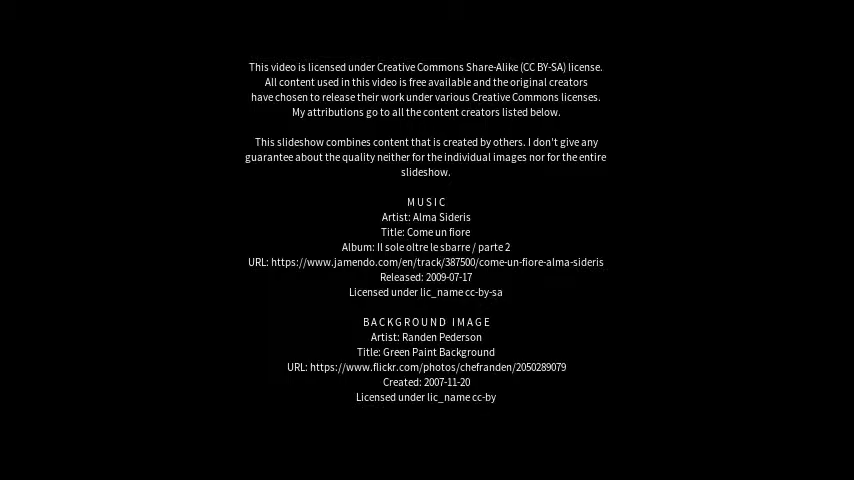 This video is licensed under Creative Commons Share-Alike (CC BY-SA) license.
All content used in this video is free available and the original creators
have chosen to release their work under various Creative Commons licenses.
My attributions go to all the content creators listed below.
This slideshow combines content that is created by others. I don't give any
guarantee about the quality neither for the individual images nor for the entire
slideshow.
MUSIC
Artist: Alma Sideris
Title: Come un fiore
Album: Il sole oltre le sbarre / parte 2
URL: https://www.jamendo.com/en/track/387500/come-un-fiore-alma-sideris
Released: 2009-07-17
Licensed under lic_name cc-by-sa
BACKGROUND IMAGE
Artist: Randen Pederson
Title: Green Paint Background
URL: https://www.flickr.com/photos/chefranden/2050289079
Created: 2007-11-20
Licensed under lic_name cc-by